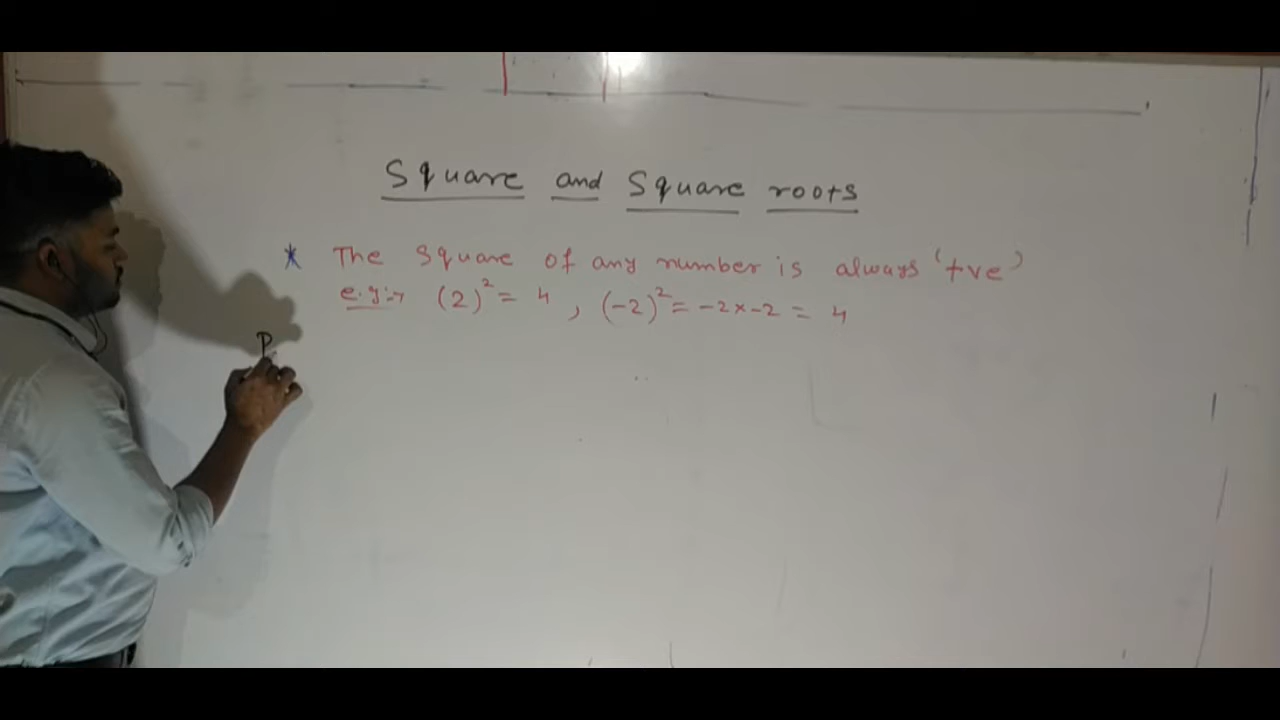 Square and Square roots
* The square of any number is always '+ve'
e.g:→ (2)² = 4 , (-2)² = -2 x -2 = 4
P